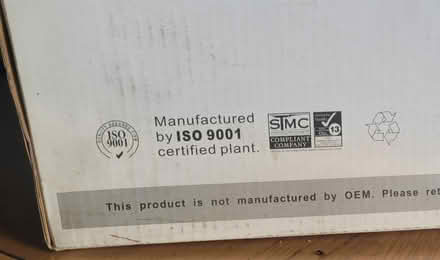 ISO
9001
Manufactured
by ISO 9001
certified plant.
STMC
COMPLIANT
COMPANY
13
This product is not manufactured by OEM. Please ret